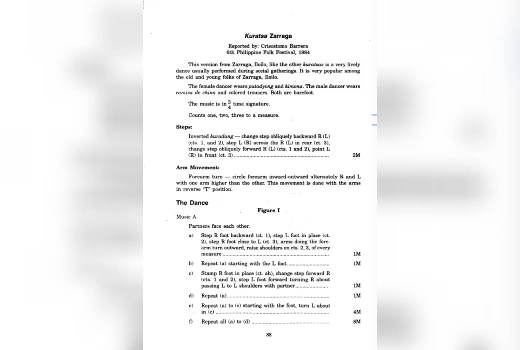 Kuratsa Zarraga
Reported by: Crisostomo Barrera
6th Philippine Folk Festival, 1984
This version from Zarraga, Iloilo, like the other kuratsas is a very lively
dance usually performed during social gatherings. It is very popular among
the old and young folks of Zarraga, Iloilo.
The female dancer wears patadyong and kimona. The male dancer wears
camisa de chino and colored trousers. Both are barefoot.
The music is in 3/4 time signature.
Counts one, two, three to a measure.
Steps:
Inverted kuradang — change step obliquely backward R (L)
(cts. 1, and 2), step L (R) across the R (L) in rear (ct. 3),
change step obliquely forward R (L) (cts. 1 and 2), point L
(R) in front (ct. 3) 2M
Arm Movement:
Forearm turn — circle forearm inward-outward alternately R and L
with one arm higher than the other. This movement is done with the arms
in reverse "T" position.
The Dance
Figure I
Music A
Partners face each other.
a) Step R foot backward (ct. 1), step L foot in place (ct.
2), step R foot close to L (ct. 3), arms doing the fore-
arm turn outward, raise shoulders on cts. 2, 3, of every
measure 1M
b) Repeat (a) starting with the L foot 1M
c) Stamp R foot in place (ct. ah), change step forward R
(cts. 1 and 2), step L foot forward turning R about
passing L to L shoulders with partner 1M
d) Repeat (a) 1M
e) Repeat (a) to (c) starting with the foot, turn L about
in (c) 4M
f) Repeat all (a) to (d) 8M
88